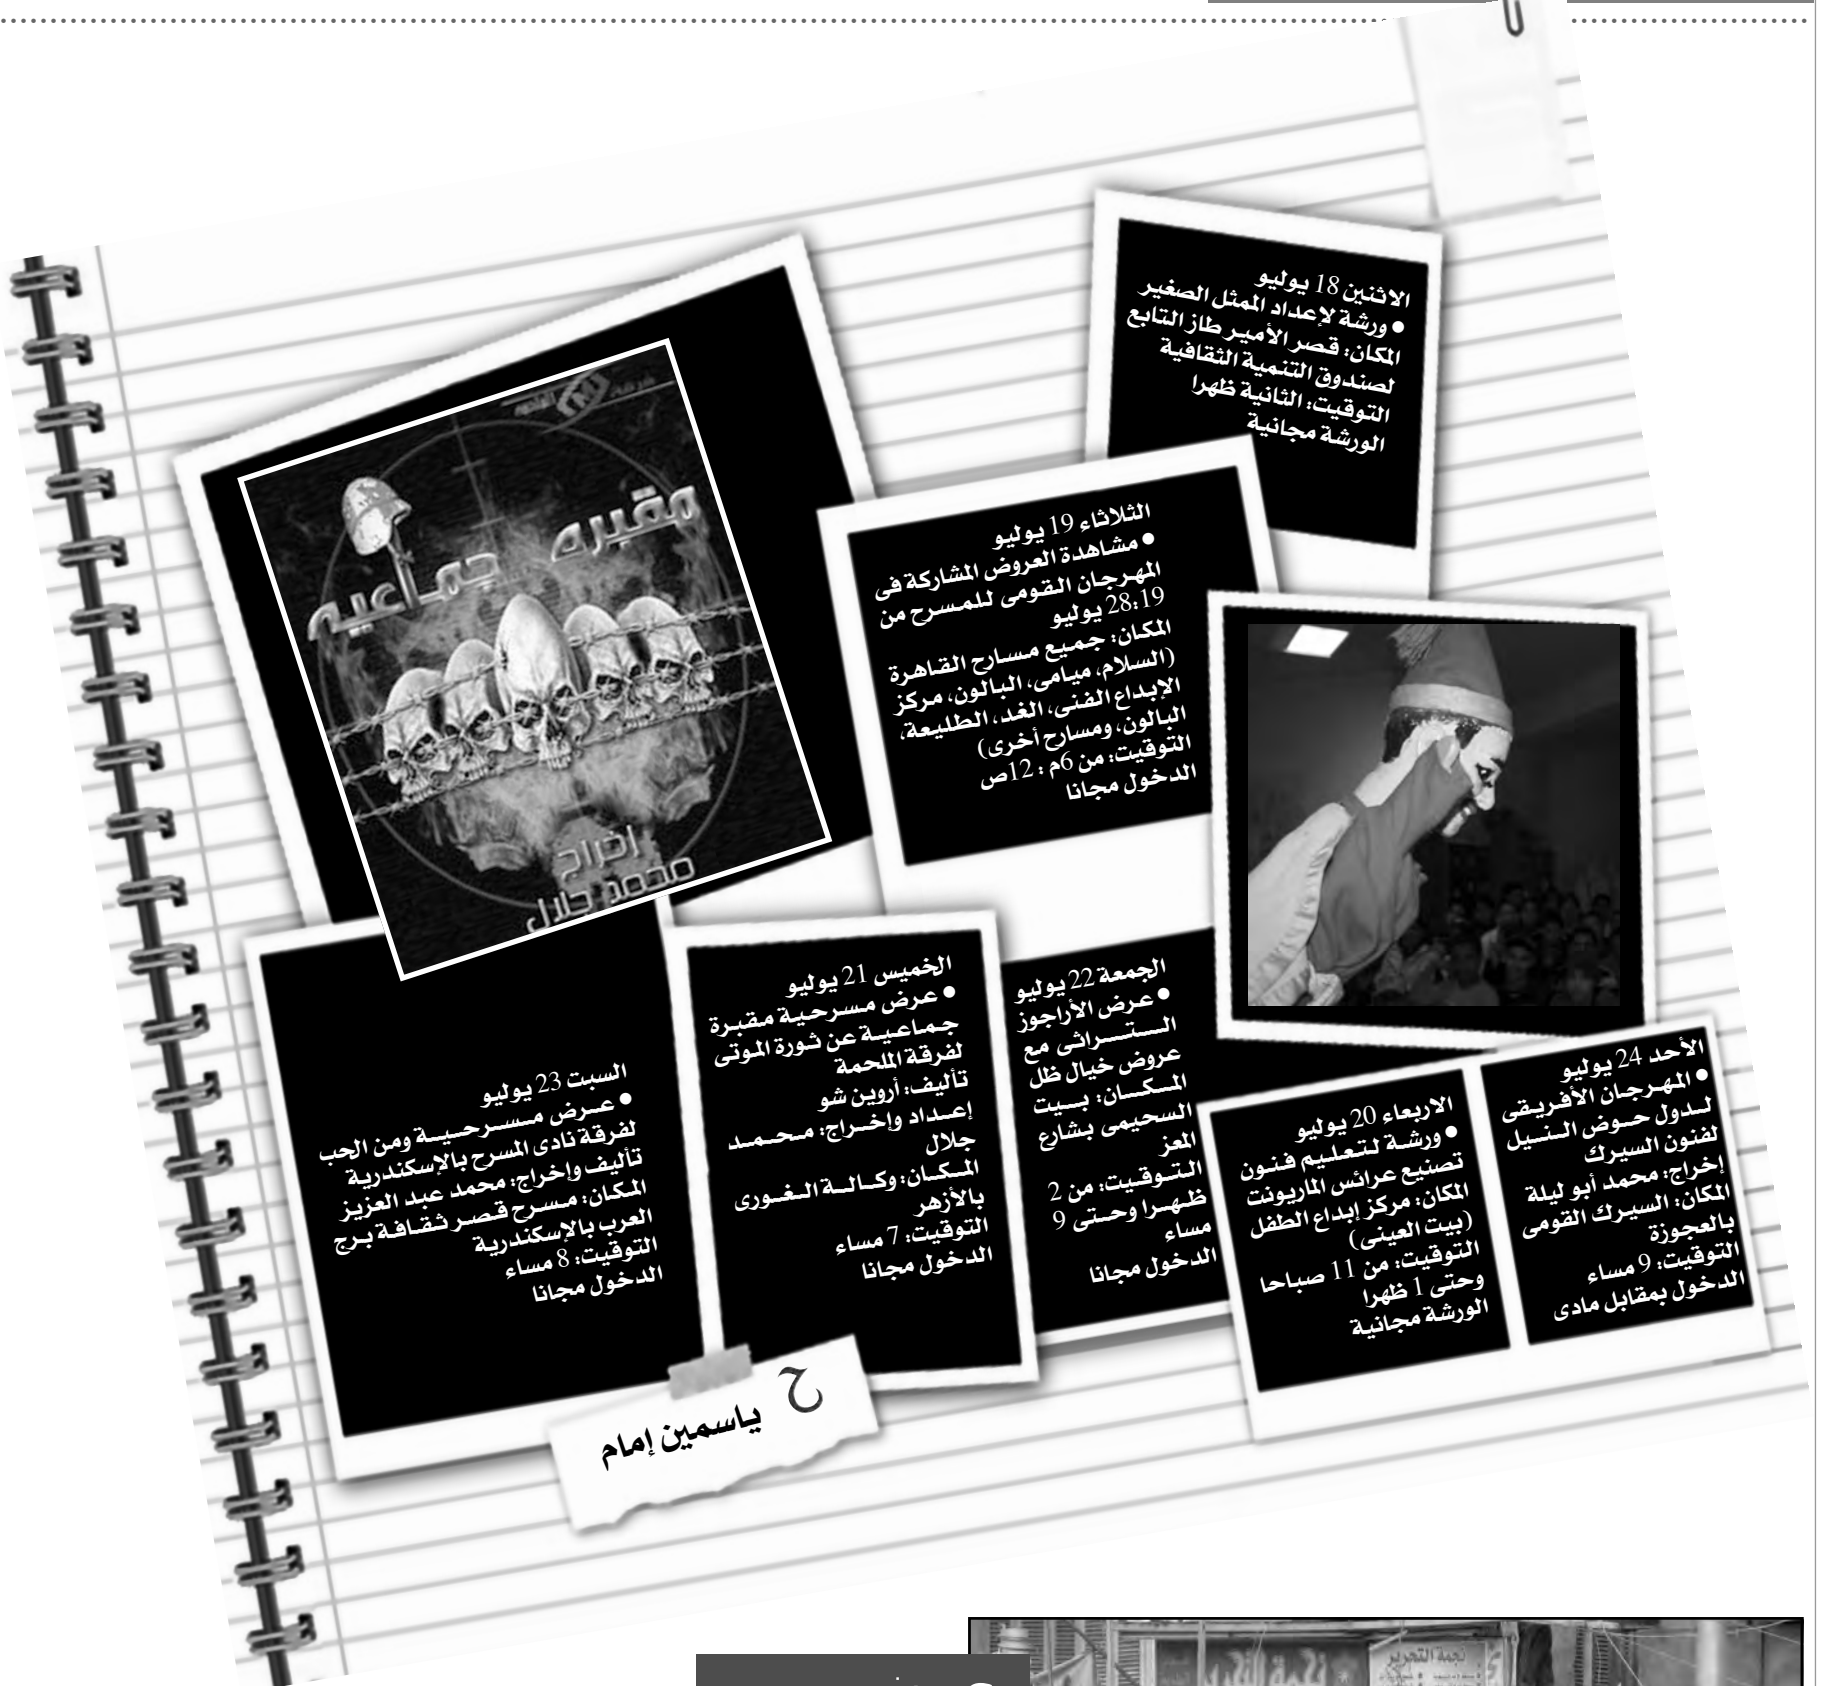 الاثنين 18 يوليو
● ورشة لإعداد الممثل الصغير
المكان: قصر الأمير طاز التابع
لصندوق التنمية الثقافية
التوقيت: الثانية ظهرا
الورشة مجانية
الثلاثاء 19 يوليو
● مشاهدة العروض المشاركة فى
المهرجان القومى للمسرح من
28:19 يوليو
المكان: جميع مسارح القاهرة
(السلام، ميامى، البالون، مركز
الإبداع الفنى، الغد، الطليعة،
البالون، ومسارح أخرى)
التوقيت: من 6م : 12ص
الدخول مجانا
مقبره جماعيه
إخراج
محمد جلال
الاربعاء 20 يوليو
● ورشة لتعليم فنون
تصنيع عرائس الماريونت
المكان: مركز إبداع الطفل
(بيت العينى)
التوقيت: من 11 صباحا
وحتى 1 ظهرا
الورشة مجانية
الخميس 21 يوليو
● عرض مسرحية مقبرة
جماعية عن ثورة الموتى
لفرقة الملحمة
تأليف: أروين شو
إعداد وإخراج: محمد
جلال
المكان: وكالة الغورى
بالأزهر
التوقيت: 7 مساء
الدخول مجانا
الجمعة 22 يوليو
● عرض الأراجوز
التراثى مع
عروض خيال ظل
المكان: بيت
السحيمى بشارع
المعز
التوقيت: من 2
ظهرا وحتى 9
مساء
الدخول مجانا
السبت 23 يوليو
● عرض مسرحية ومن الحب
لفرقة نادى المسرح بالإسكندرية
تأليف وإخراج: محمد عبد العزيز
المكان: مسرح قصر ثقافة برج
العرب بالإسكندرية
التوقيت: 8 مساء
الدخول مجانا
الأحد 24 يوليو
● المهرجان الأفريقى
لدول حوض النيل
لفنون السيرك
إخراج: محمد أبو ليلة
المكان: السيرك القومى
بالعجوزة
التوقيت: 9 مساء
الدخول بمقابل مادى
ح ياسمين إمام
نجمة التحرير